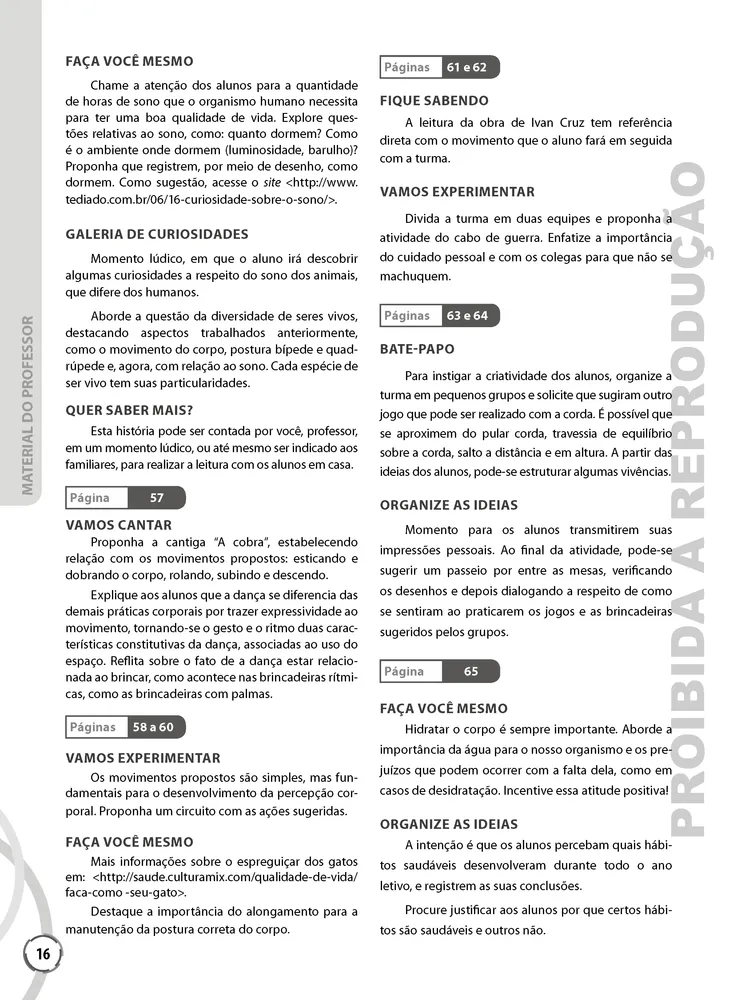 FAÇA VOCÊ MESMO
Chame a atenção dos alunos para a quantidade
de horas de sono que o organismo humano necessita
para ter uma boa qualidade de vida. Explore ques-
tões relativas ao sono, como: quanto dormem? Como
é o ambiente onde dormem (luminosidade, barulho)?
Proponha que registrem, por meio de desenho, como
dormem. Como sugestão, acesse o site <http://www.
tediado.com.br/06/16-curiosidade-sobre-o-sono/>.
GALERIA DE CURIOSIDADES
Momento lúdico, em que o aluno irá descobrir
algumas curiosidades a respeito do sono dos animais,
que difere dos humanos.
Aborde a questão da diversidade de seres vivos,
destacando aspectos trabalhados anteriormente,
como o movimento do corpo, postura bípede e quad-
rúpede e, agora, com relação ao sono. Cada espécie de
ser vivo tem suas particularidades.
QUER SABER MAIS?
Esta história pode ser contada por você, professor,
em um momento lúdico, ou até mesmo ser indicado aos
familiares, para realizar a leitura com os alunos em casa.
Página 57
VAMOS CANTAR
Proponha a cantiga "A cobra", estabelecendo
relação com os movimentos propostos: esticando e
dobrando o corpo, rolando, subindo e descendo.
Explique aos alunos que a dança se diferencia das
demais práticas corporais por trazer expressividade ao
movimento, tornando-se o gesto e o ritmo duas carac-
terísticas constitutivas da dança, associadas ao uso do
espaço. Reflita sobre o fato de a dança estar relacio-
nada ao brincar, como acontece nas brincadeiras rítmi-
cas, como as brincadeiras com palmas.
Páginas 58 a 60
VAMOS EXPERIMENTAR
Os movimentos propostos são simples, mas fun-
damentais para o desenvolvimento da percepção cor-
poral. Proponha um circuito com as ações sugeridas.
FAÇA VOCÊ MESMO
Mais informações sobre o espreguiçar dos gatos
em: <http://saude.culturamix.com/qualidade-de-vida/
faca-como -seu-gato>.
Destaque a importância do alongamento para a
manutenção da postura correta do corpo.
Páginas 61 e 62
FIQUE SABENDO
A leitura da obra de Ivan Cruz tem referência
direta com o movimento que o aluno fará em seguida
com a turma.
VAMOS EXPERIMENTAR
Divida a turma em duas equipes e proponha a
atividade do cabo de guerra. Enfatize a importância
do cuidado pessoal e com os colegas para que não se
machuquem.
Páginas 63 e 64
BATE-PAPO
Para instigar a criatividade dos alunos, organize a
turma em pequenos grupos e solicite que sugiram outro
jogo que pode ser realizado com a corda. É possível que
se aproximem do pular corda, travessia de equilíbrio
sobre a corda, salto a distância e em altura. A partir das
ideias dos alunos, pode-se estruturar algumas vivências.
ORGANIZE AS IDEIAS
Momento para os alunos transmitirem suas
impressões pessoais. Ao final da atividade, pode-se
sugerir um passeio por entre as mesas, verificando
os desenhos e depois dialogando a respeito de como
se sentiram ao praticarem os jogos e as brincadeiras
sugeridos pelos grupos.
Página 65
FAÇA VOCÊ MESMO
Hidratar o corpo é sempre importante. Aborde a
importância da água para o nosso organismo e os pre-
juízos que podem ocorrer com a falta dela, como em
casos de desidratação. Incentive essa atitude positiva!
ORGANIZE AS IDEIAS
A intenção é que os alunos percebam quais hábi-
tos saudáveis desenvolveram durante todo o ano
letivo, e registrem as suas conclusões.
Procure justificar aos alunos por que certos hábi-
tos são saudáveis e outros não.
MATERIAL DO PROFESSOR
PROIBIDA A REPRODUÇÃO
16